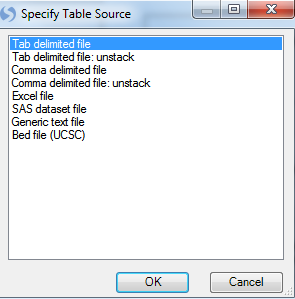 Specify Table Source
Tab delimited file
Tab delimited file: unstack
Comma delimited file
Comma delimited file: unstack
Excel file
SAS dataset file
Generic text file
Bed file (UCSC)
OK
Cancel